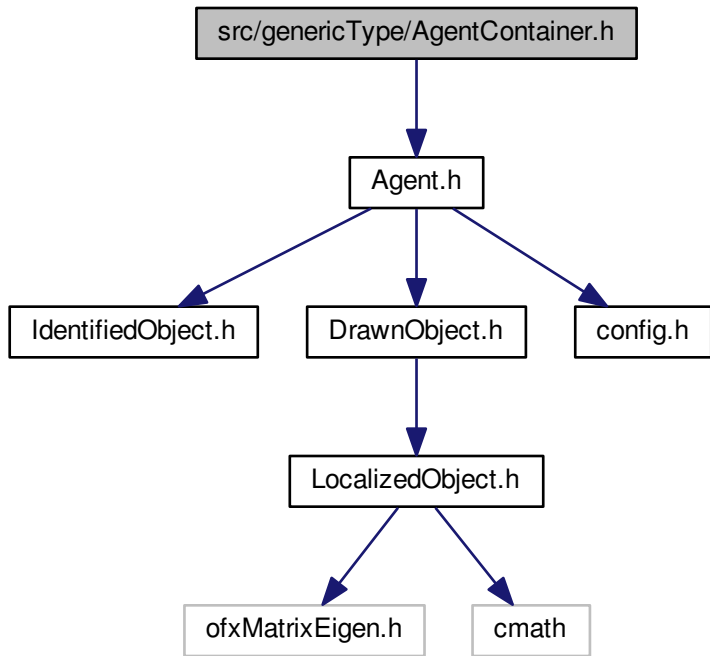 src/genericType/AgentContainer.h
Agent.h
IdentifiedObject.h
DrawnObject.h
config.h
LocalizedObject.h
ofxMatrixEigen.h
cmath